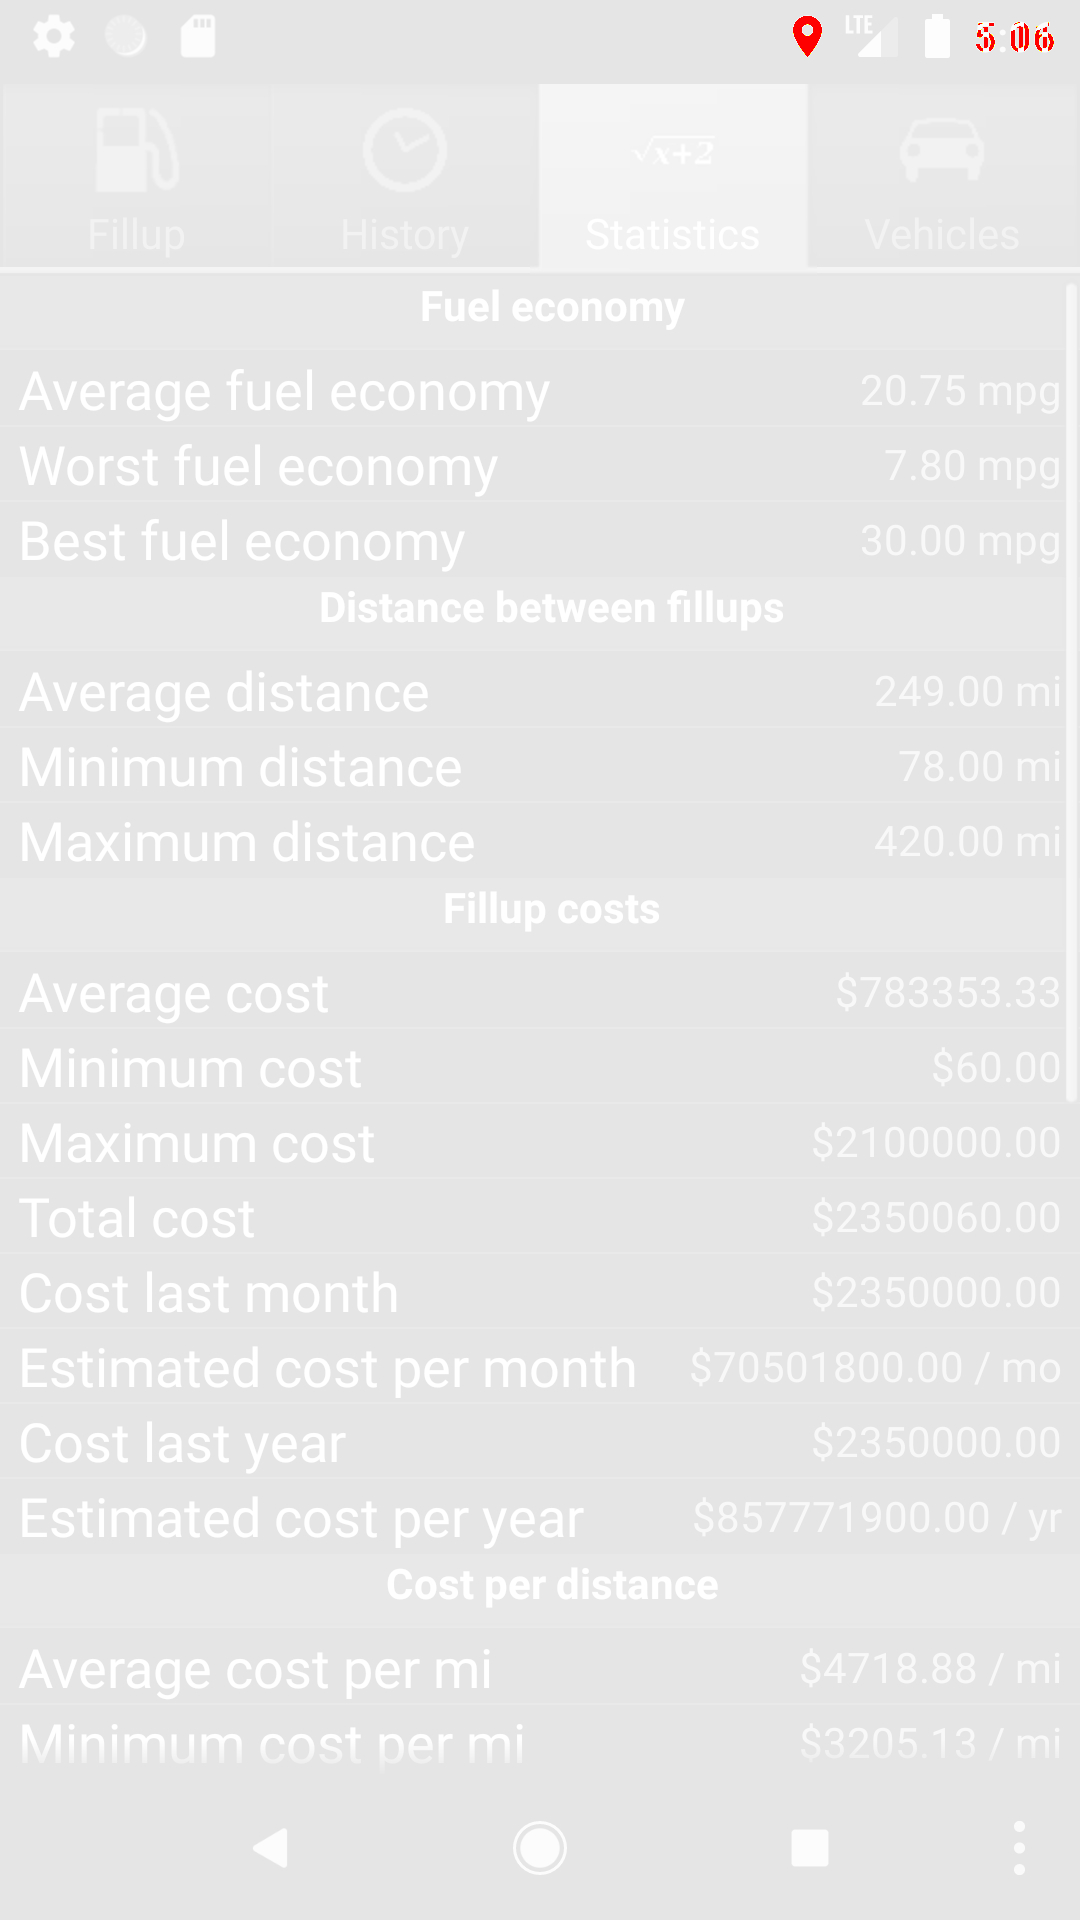 LTE 5:06
Fillup History √x+2 Statistics Vehicles
Fuel economy
Average fuel economy 20.75 mpg
Worst fuel economy 7.80 mpg
Best fuel economy 30.00 mpg
Distance between fillups
Average distance 249.00 mi
Minimum distance 78.00 mi
Maximum distance 420.00 mi
Fillup costs
Average cost $783353.33
Minimum cost $60.00
Maximum cost $2100000.00
Total cost $2350060.00
Cost last month $2350000.00
Estimated cost per month $70501800.00 / mo
Cost last year $2350000.00
Estimated cost per year $857771900.00 / yr
Cost per distance
Average cost per mi $4718.88 / mi
Minimum cost per mi $3205.13 / mi